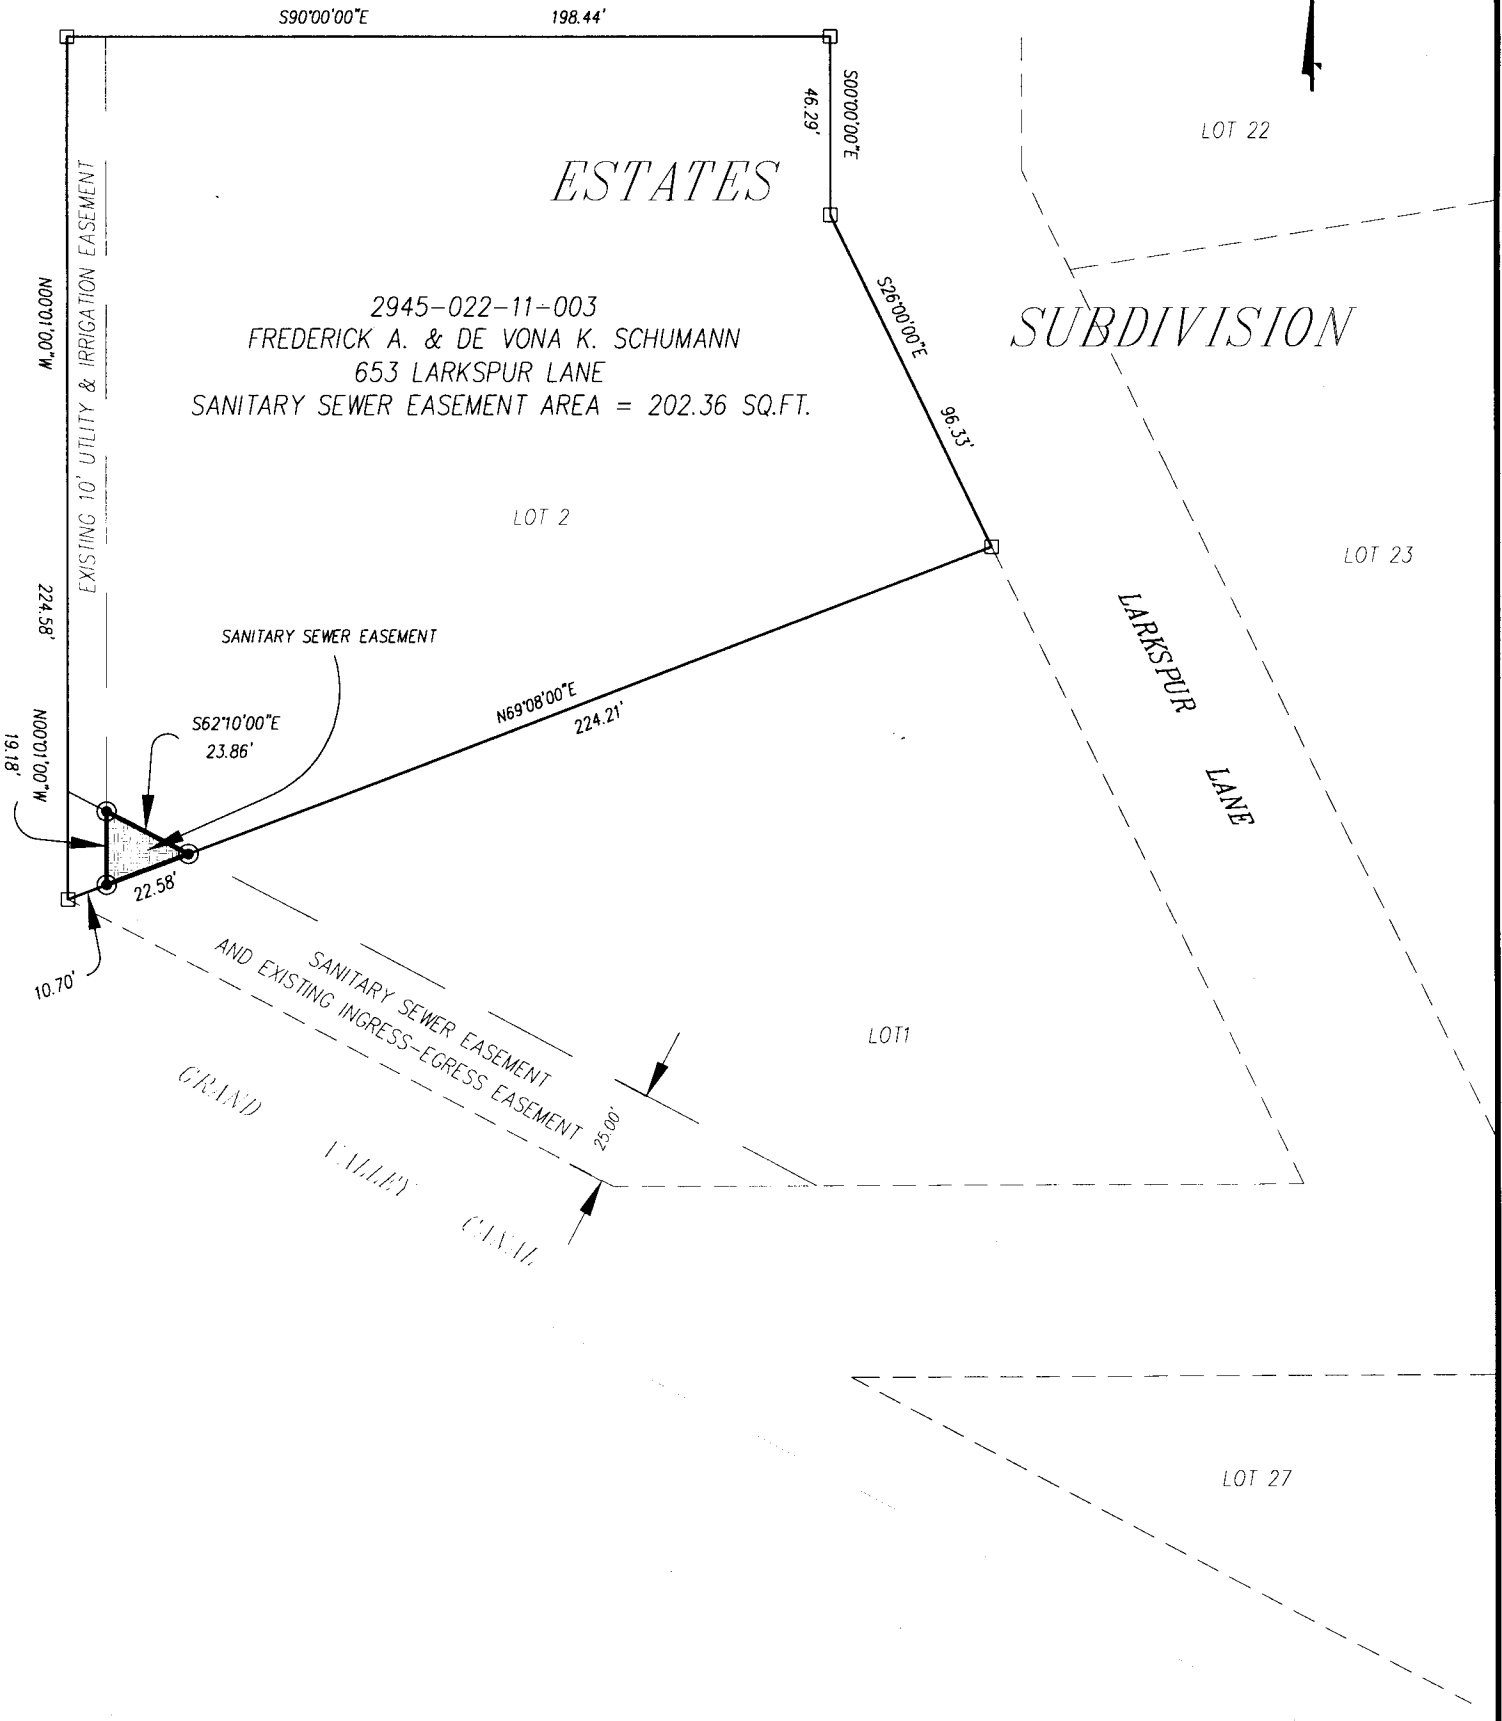 S90°00'00"E 198.44'
S00°00'00"E
46.29'
LOT 22
ESTATES
EXISTING 10' UTLITY & IRRIGATION EASEMENT
N00°01'00"W 224.58'
S26°00'00"E 96.33'
SUBDIVISION
2945-022-11-003
FREDERICK A. & DE VONA K. SCHUMANN
653 LARKSPUR LANE
SANITARY SEWER EASEMENT AREA = 202.36 SQ.FT.
LOT 2
LOT 23
LARKSPUR LANE
SANITARY SEWER EASEMENT
N69°08'00"E
224.21'
S62°10'00"E
23.86'
N00°01'00"W
19.18'
22.58'
10.70'
SANITARY SEWER EASEMENT
AND EXISTING INGRESS-EGRESS EASEMENT
25.00'
LOT1
GRAND VALLEY CANAL
LOT 27